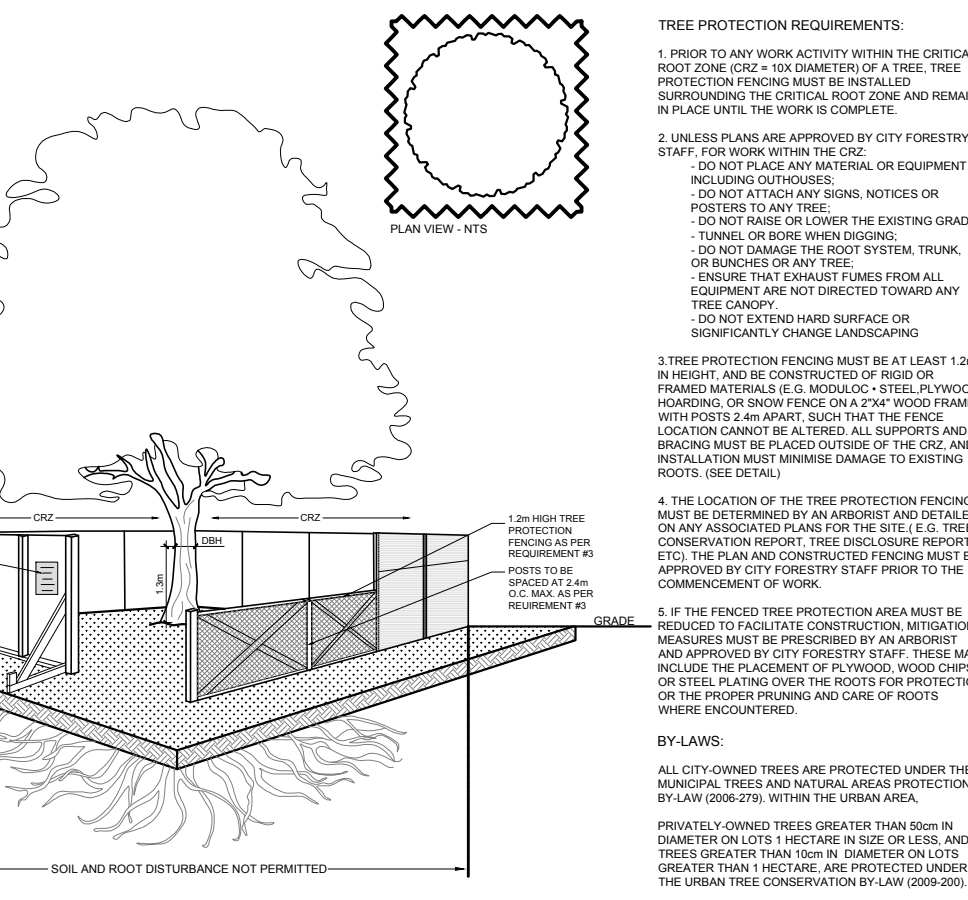 PLAN VIEW - NTS
CRZ
CRZ
DBH
1.3m
1.2m HIGH TREE
PROTECTION
FENCING AS PER
REQUIREMENT #3
POSTS TO BE
SPACED AT 2.4m
O.C. MAX. AS PER
REUIREMENT #3
GRADE
SOIL AND ROOT DISTURBANCE NOT PERMITTED
TREE PROTECTION REQUIREMENTS:
1. PRIOR TO ANY WORK ACTIVITY WITHIN THE CRITICA
ROOT ZONE (CRZ = 10X DIAMETER) OF A TREE, TREE
PROTECTION FENCING MUST BE INSTALLED
SURROUNDING THE CRITICAL ROOT ZONE AND REMAI
IN PLACE UNTIL THE WORK IS COMPLETE.
2. UNLESS PLANS ARE APPROVED BY CITY FORESTRY
STAFF, FOR WORK WITHIN THE CRZ:
- DO NOT PLACE ANY MATERIAL OR EQUIPMENT
INCLUDING OUTHOUSES;
- DO NOT ATTACH ANY SIGNS, NOTICES OR
POSTERS TO ANY TREE;
- DO NOT RAISE OR LOWER THE EXISTING GRAD
- TUNNEL OR BORE WHEN DIGGING;
- DO NOT DAMAGE THE ROOT SYSTEM, TRUNK,
OR BUNCHES OR ANY TREE;
- ENSURE THAT EXHAUST FUMES FROM ALL
EQUIPMENT ARE NOT DIRECTED TOWARD ANY
TREE CANOPY.
- DO NOT EXTEND HARD SURFACE OR
SIGNIFICANTLY CHANGE LANDSCAPING
3.TREE PROTECTION FENCING MUST BE AT LEAST 1.2m
IN HEIGHT, AND BE CONSTRUCTED OF RIGID OR
FRAMED MATERIALS (E.G. MODULOC • STEEL,PLYWOO
HOARDING, OR SNOW FENCE ON A 2"X4" WOOD FRAM
WITH POSTS 2.4m APART, SUCH THAT THE FENCE
LOCATION CANNOT BE ALTERED. ALL SUPPORTS AND
BRACING MUST BE PLACED OUTSIDE OF THE CRZ, AND
INSTALLATION MUST MINIMISE DAMAGE TO EXISTING
ROOTS. (SEE DETAIL)
4. THE LOCATION OF THE TREE PROTECTION FENCING
MUST BE DETERMINED BY AN ARBORIST AND DETAILE
ON ANY ASSOCIATED PLANS FOR THE SITE.( E.G. TREE
CONSERVATION REPORT, TREE DISCLOSURE REPORT
ETC). THE PLAN AND CONSTRUCTED FENCING MUST B
APPROVED BY CITY FORESTRY STAFF PRIOR TO THE
COMMENCEMENT OF WORK.
5. IF THE FENCED TREE PROTECTION AREA MUST BE
REDUCED TO FACILITATE CONSTRUCTION, MITIGATION
MEASURES MUST BE PRESCRIBED BY AN ARBORIST
AND APPROVED BY CITY FORESTRY STAFF. THESE MA
INCLUDE THE PLACEMENT OF PLYWOOD, WOOD CHIPS
OR STEEL PLATING OVER THE ROOTS FOR PROTECTIO
OR THE PROPER PRUNING AND CARE OF ROOTS
WHERE ENCOUNTERED.
BY-LAWS:
ALL CITY-OWNED TREES ARE PROTECTED UNDER THE
MUNICIPAL TREES AND NATURAL AREAS PROTECTION
BY-LAW (2006-279). WITHIN THE URBAN AREA,
PRIVATELY-OWNED TREES GREATER THAN 50cm IN
DIAMETER ON LOTS 1 HECTARE IN SIZE OR LESS, AND
TREES GREATER THAN 10cm IN DIAMETER ON LOTS
GREATER THAN 1 HECTARE, ARE PROTECTED UNDER
THE URBAN TREE CONSERVATION BY-LAW (2009-200).